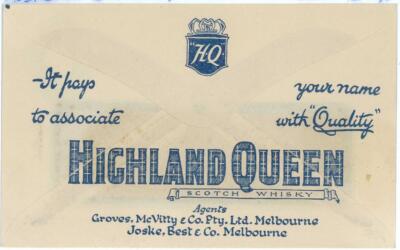 "H·Q"
-It pays your name
to associate with "Quality"
HIGHLAND QUEEN
SCOTCH WHISKY
Agents
Groves, McVitty & Co. Pty. Ltd. Melbourne
Joske, Best & Co. Melbourne